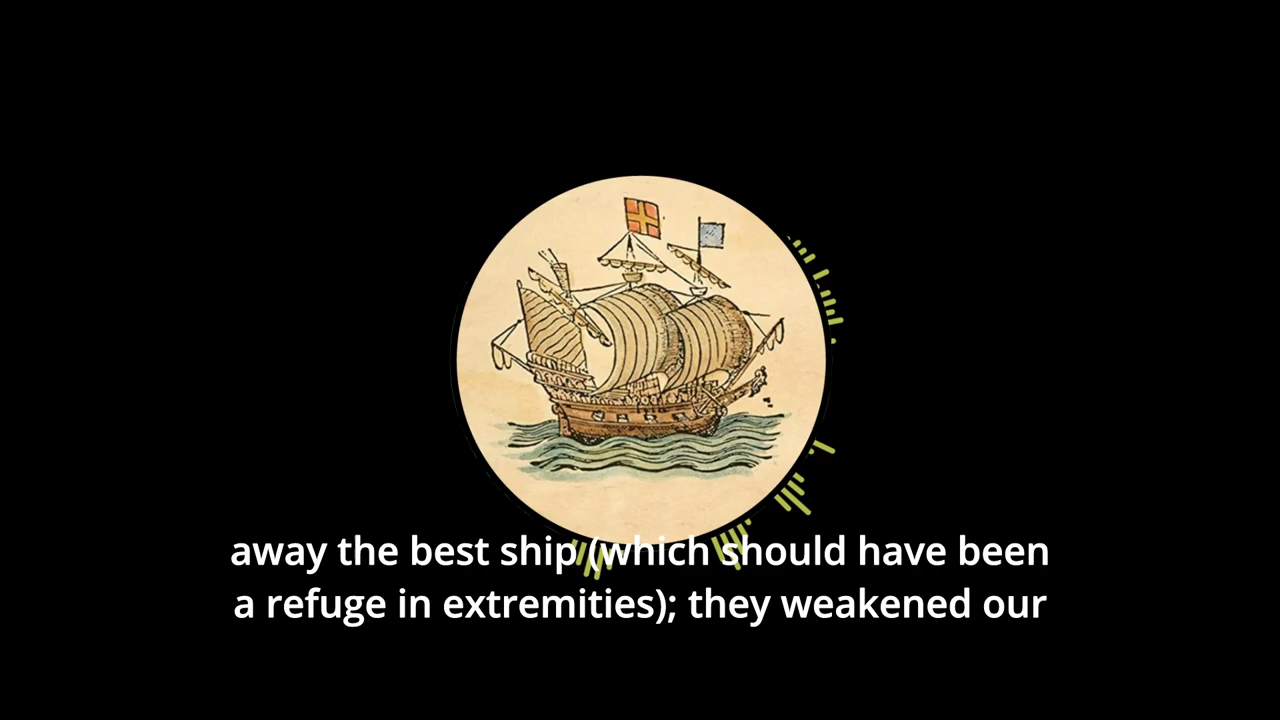 away the best ship (which should have been
a refuge in extremities); they weakened our